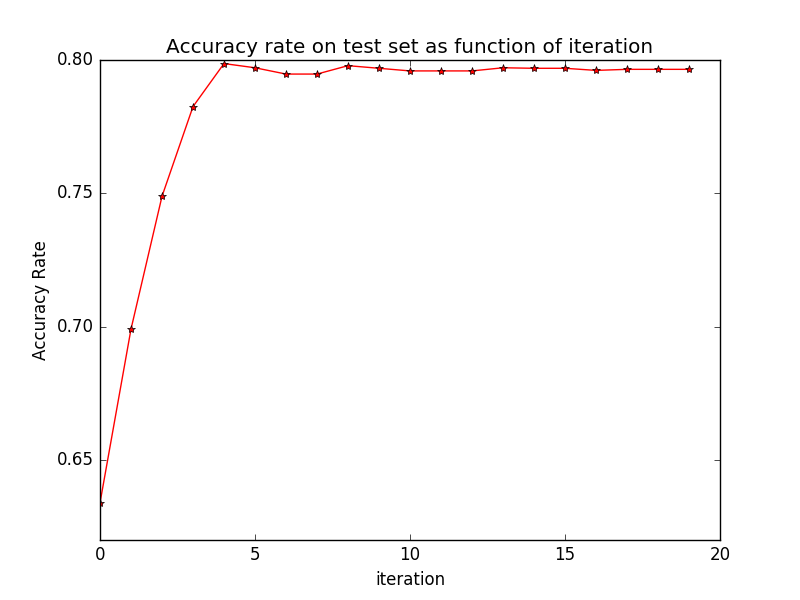 Accuracy rate on test set as function of iteration
0.80
0.75
0.70
0.65
Accuracy Rate
0 5 10 15 20
iteration